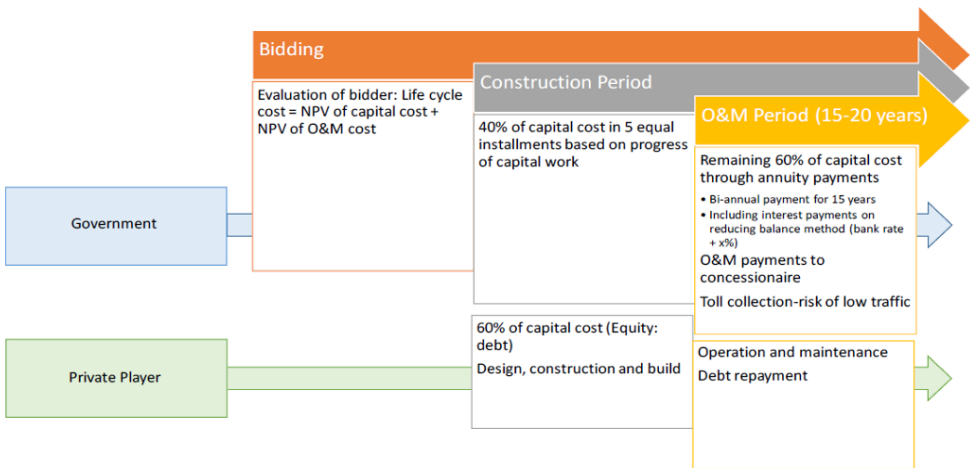 Bidding
Evaluation of bidder: Life cycle
cost = NPV of capital cost +
NPV of O&M cost
Construction Period
40% of capital cost in 5 equal
installments based on progress
of capital work
O&M Period (15-20 years)
Remaining 60% of capital cost
through annuity payments
• Bi-annual payment for 15 years
• Including interest payments on
reducing balance method (bank rate
+ x%)
O&M payments to
concessionaire
Toll collection-risk of low traffic
Government
60% of capital cost (Equity:
debt)
Design, construction and build
Operation and maintenance
Debt repayment
Private Player